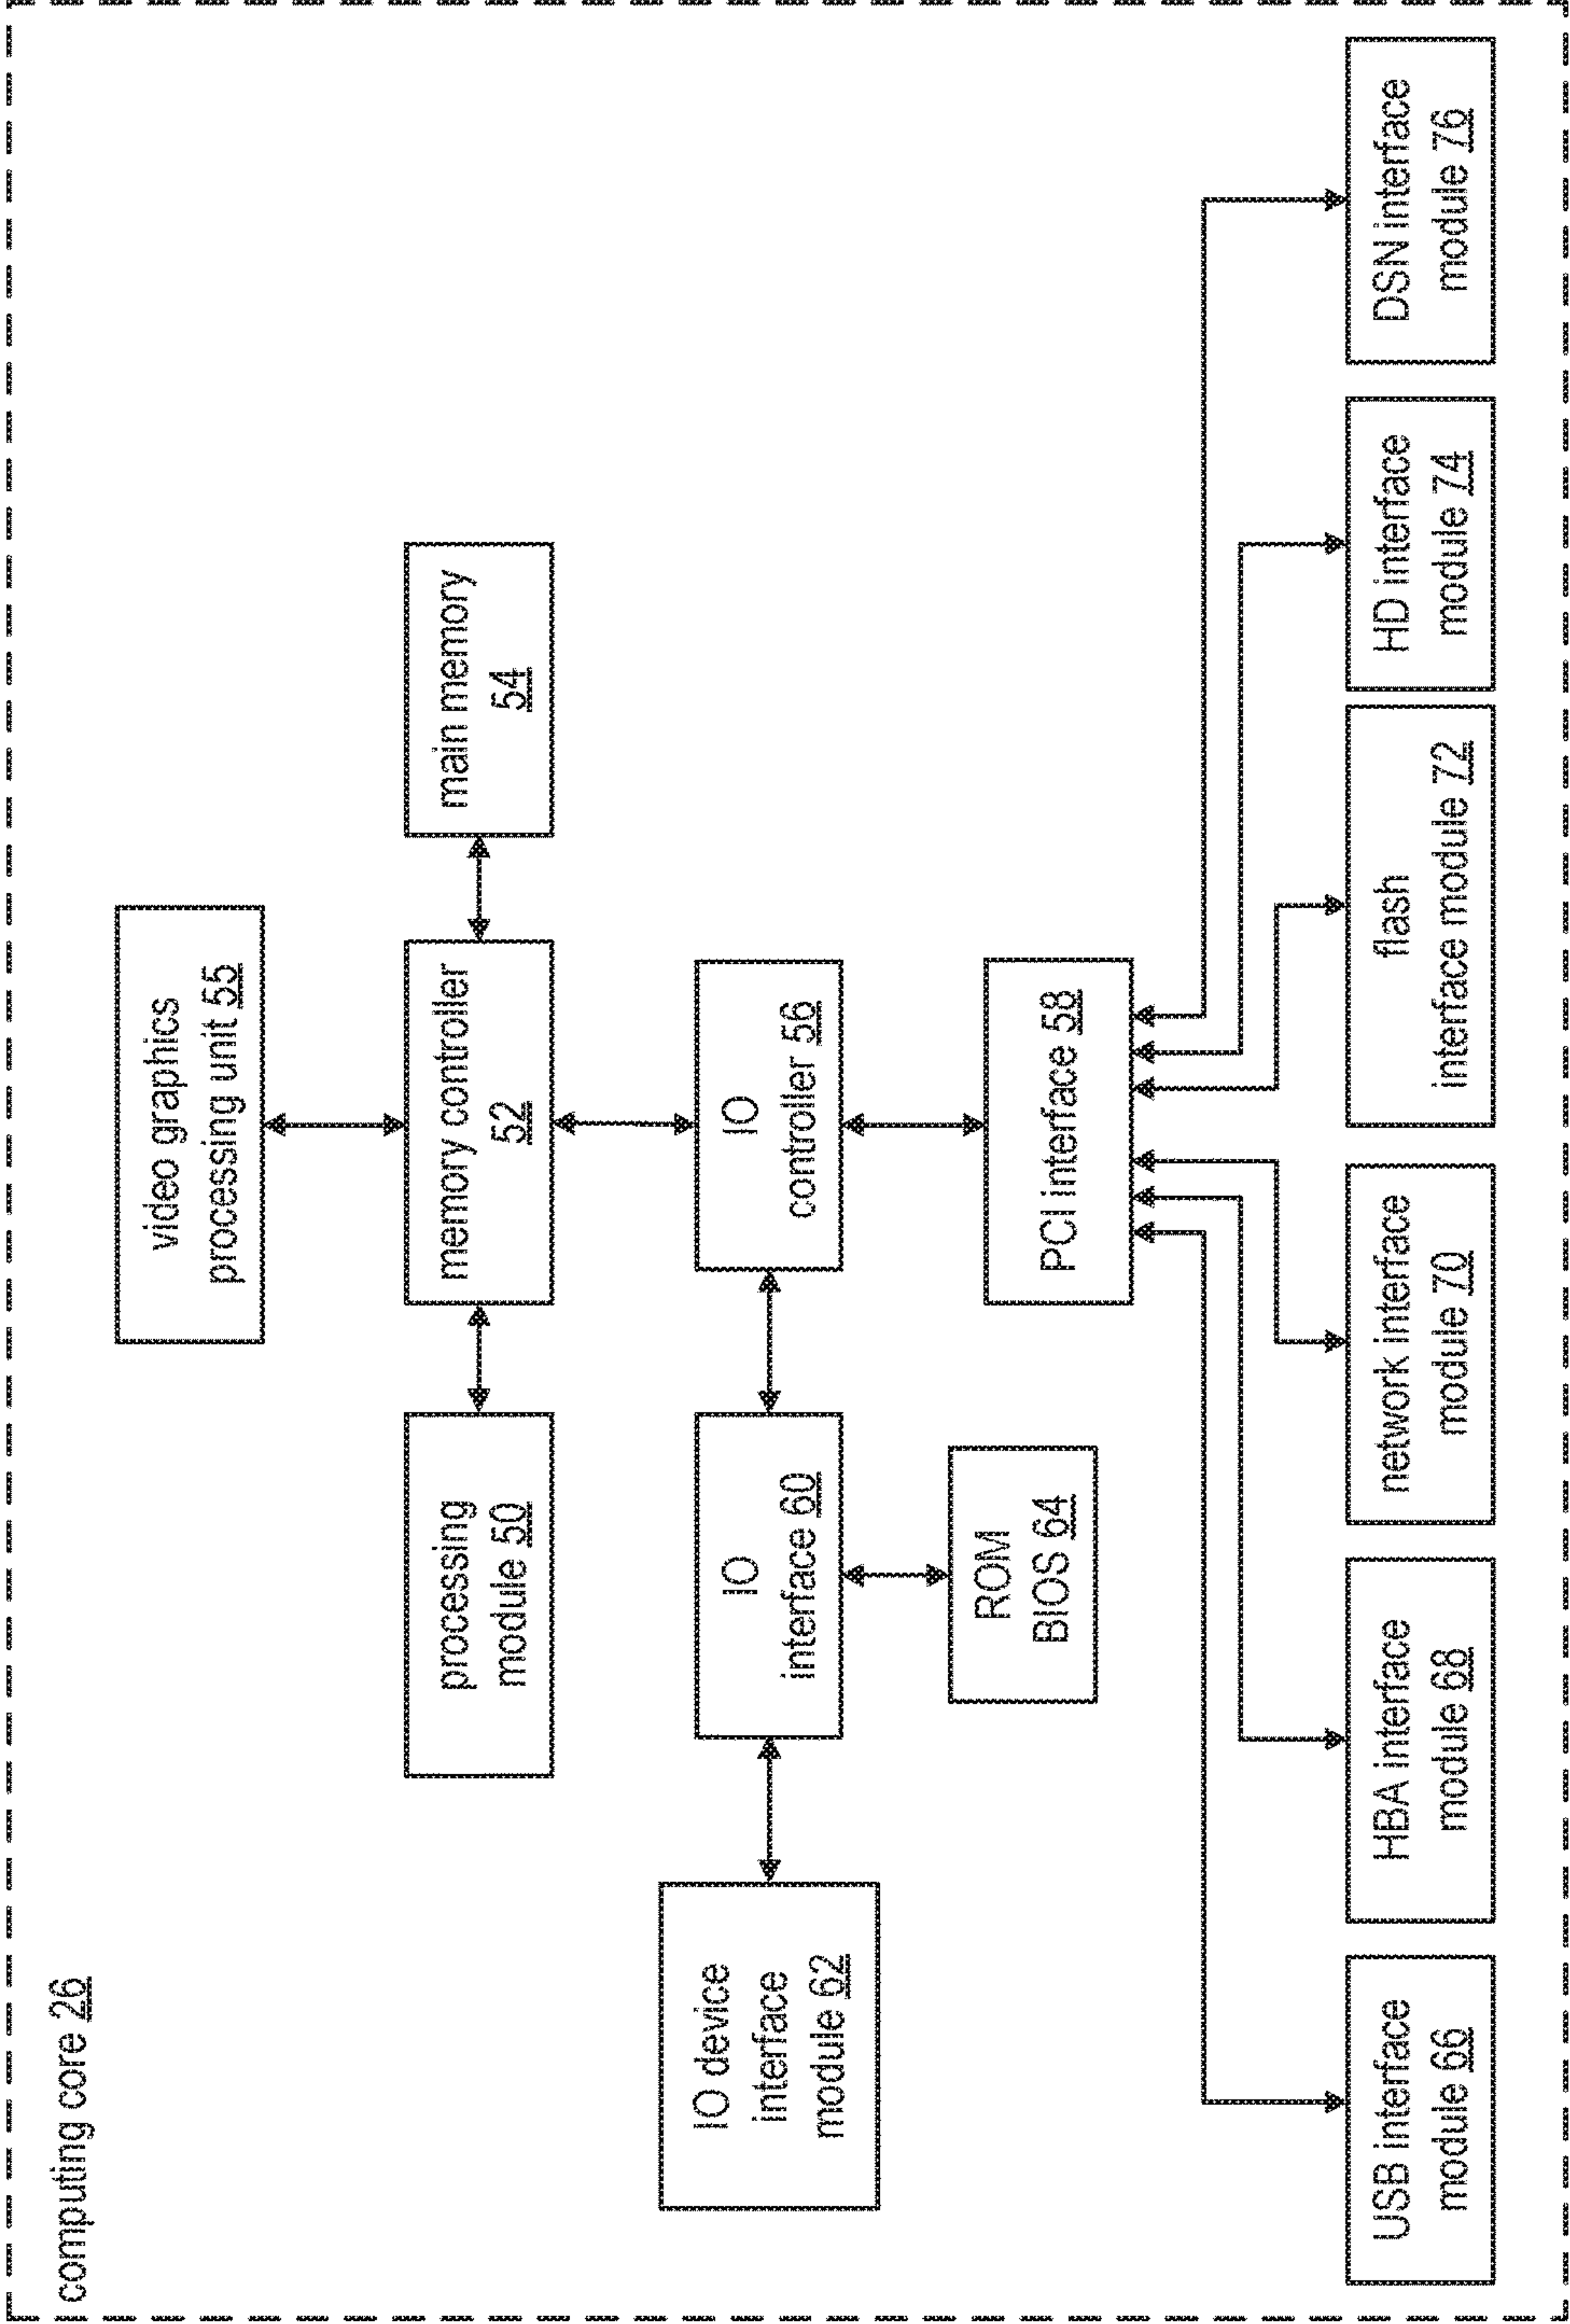 computing core 26
video graphics
processing unit 55
processing
module 50
memory controller
52
main memory
54
IO device
interface
module 62
IO
interface 60
IO
controller 56
ROM
BIOS 64
PCI interface 58
USB interface
module 66
HBA interface
module 68
network interface
module 70
flash
interface module 72
HD interface
module 74
DSN interface
module 76